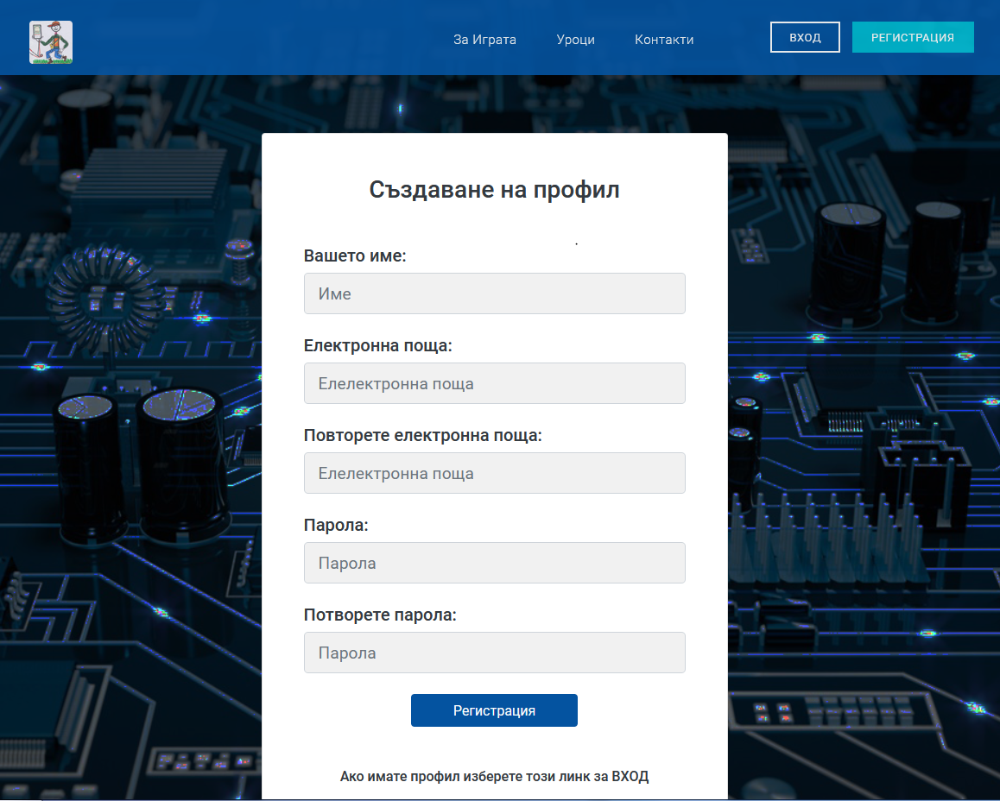 За Играта
Уроци
Контакти
ВХОД
РЕГИСТРАЦИЯ
Създаване на профил
Вашето име:
Име
Електронна поща:
Елелектронна поща
Повторете електронна поща:
Елелектронна поща
Парола:
Парола
Потворете парола:
Парола
Регистрация
Ако имате профил изберете този линк за ВХОД